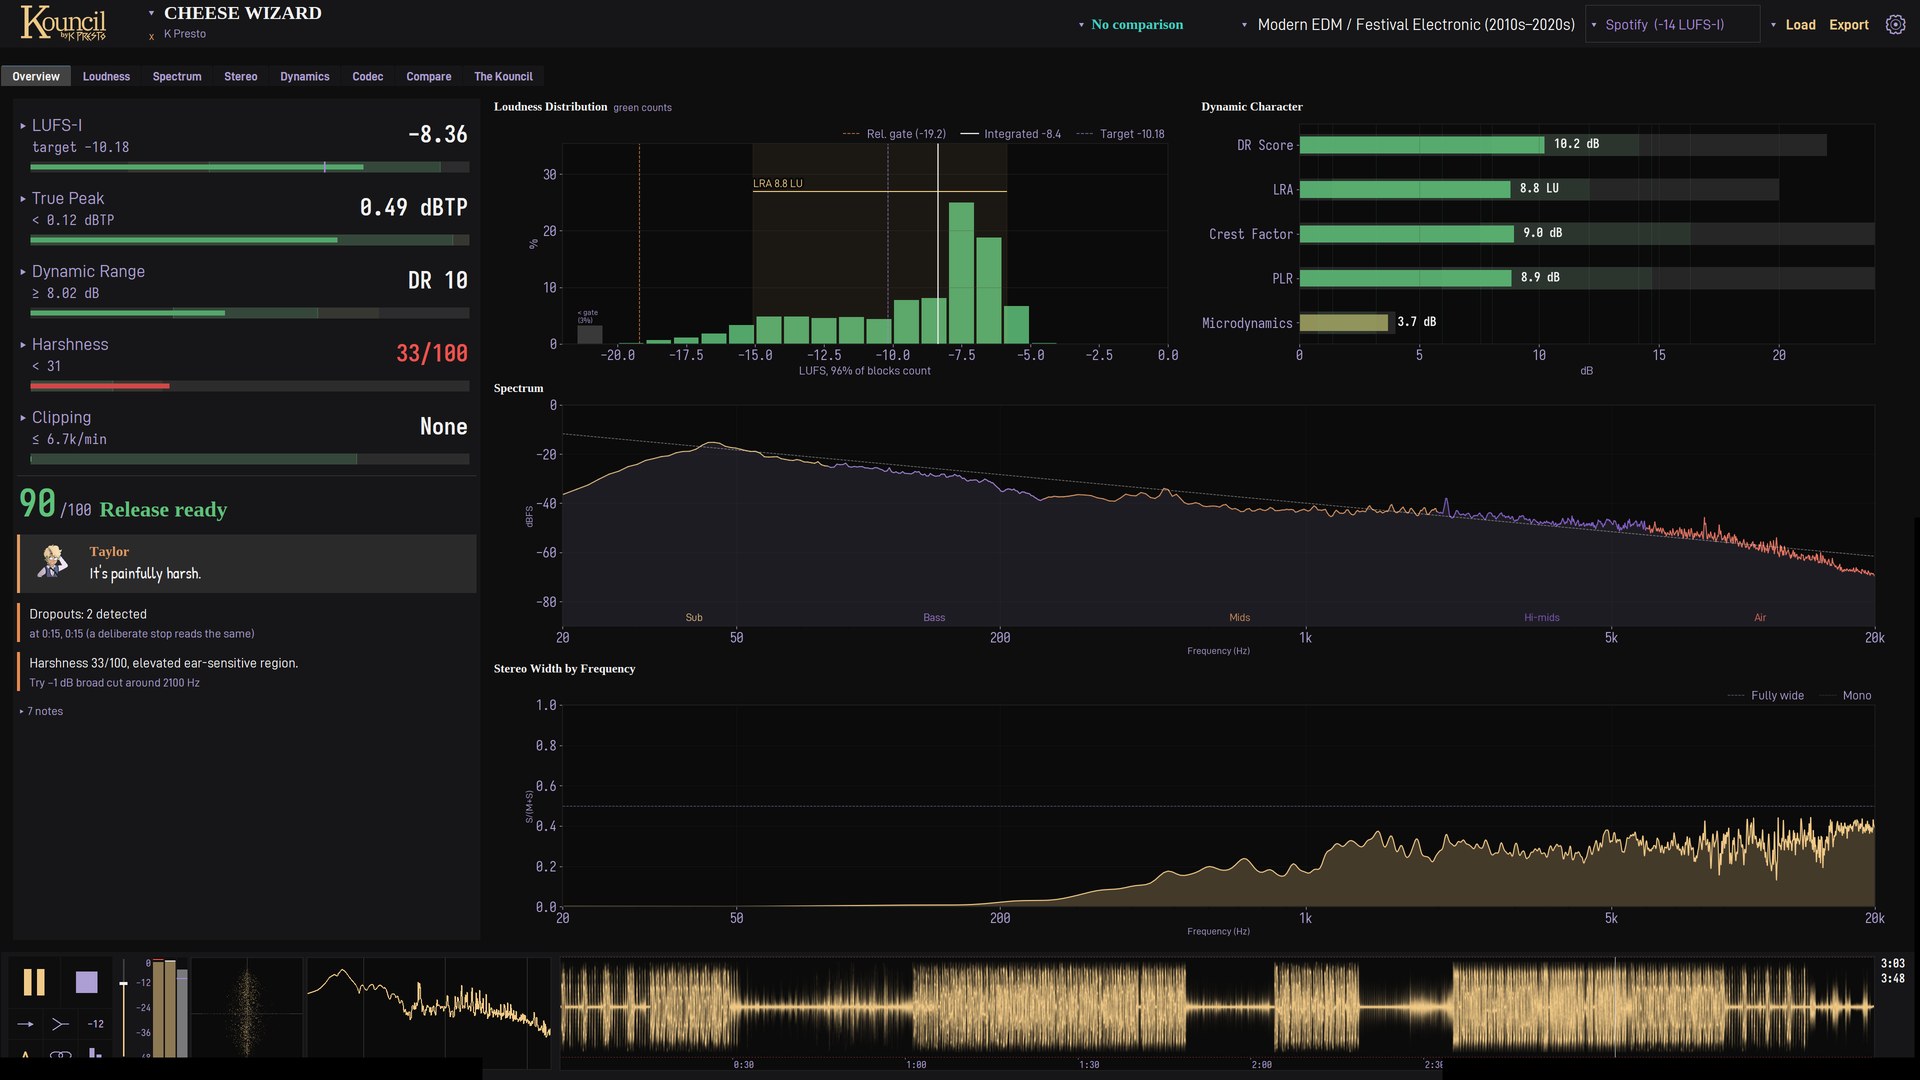 Kouncil
by K PRESTO
▾ CHEESE WIZARD
x K Presto
▾ No comparison
▾ Modern EDM / Festival Electronic (2010s–2020s)
▾ Spotify (-14 LUFS-I)
▾ Load Export
Overview Loudness Spectrum Stereo Dynamics Codec Compare The Kouncil
▸ LUFS-I −8.36
target −10.18
▸ True Peak 0.49 dBTP
< 0.12 dBTP
▸ Dynamic Range DR 10
≥ 8.02 dB
▸ Harshness 33/100
< 31
▸ Clipping None
≤ 6.7k/min
90 /100 Release ready
Taylor
It's painfully harsh.
Dropouts: 2 detected
at 0:15, 0:15 (a deliberate stop reads the same)
Harshness 33/100, elevated ear-sensitive region.
Try −1 dB broad cut around 2100 Hz
▸ 7 notes
Loudness Distribution green counts
Rel. gate (−19.2) Integrated −8.4 Target −10.18
LRA 8.8 LU
30
20
10
0
%
< gate
(3%)
−20.0 −17.5 −15.0 −12.5 −10.0 −7.5 −5.0 −2.5 0.0
LUFS, 96% of blocks count
Dynamic Character
DR Score 10.2 dB
LRA 8.8 LU
Crest Factor 9.0 dB
PLR 8.9 dB
Microdynamics 3.7 dB
0 5 10 15 20
dB
Spectrum
0
−20
−40
−60
−80
dBFS
Sub Bass Mids Hi-mids Air
20 50 200 1k 5k 20k
Frequency (Hz)
Stereo Width by Frequency
Fully wide Mono
1.0
0.8
0.6
0.4
0.2
0.0
S/(M+S)
20 50 200 1k 5k 20k
Frequency (Hz)
−12
0
−12
−24
−36
3:03
3:48
0:30 1:00 1:30 2:00 2:30